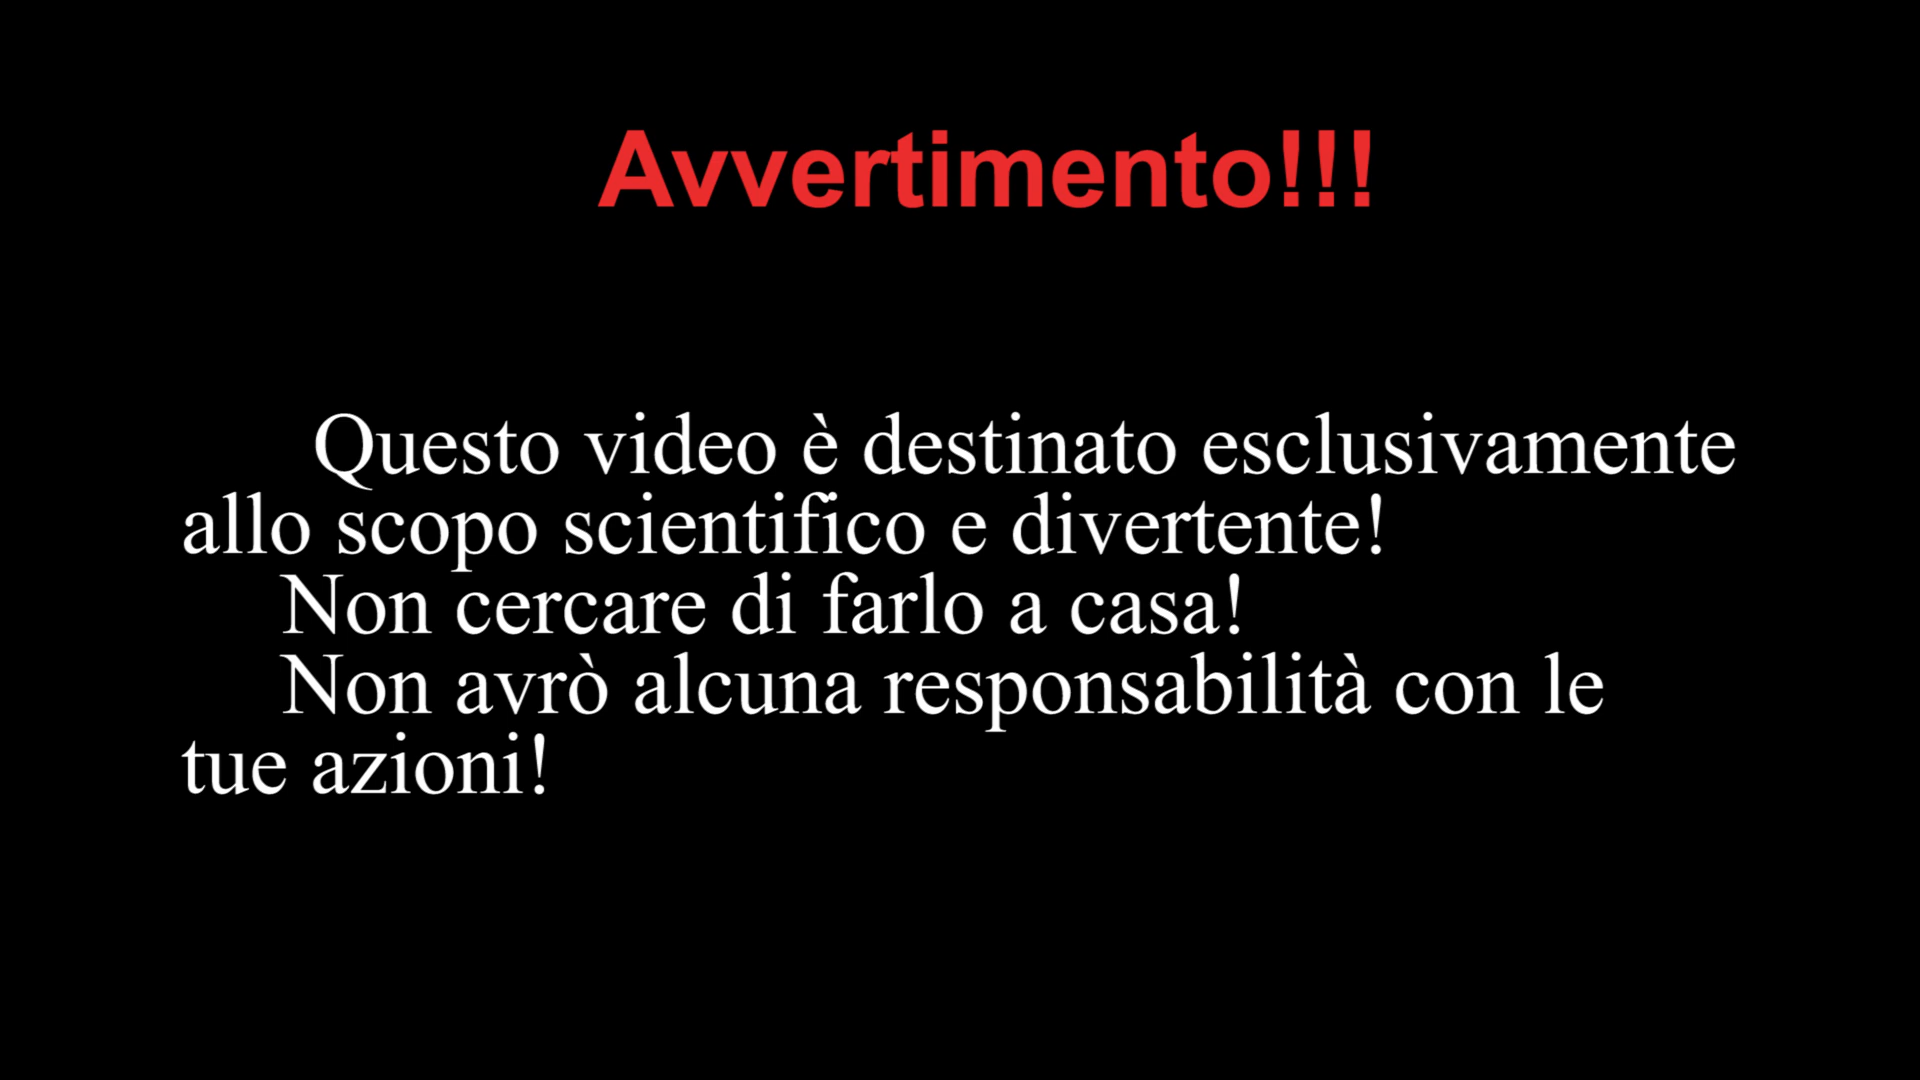 Avvertimento!!!
Questo video è destinato esclusivamente
allo scopo scientifico e divertente!
Non cercare di farlo a casa!
Non avrò alcuna responsabilità con le
tue azioni!